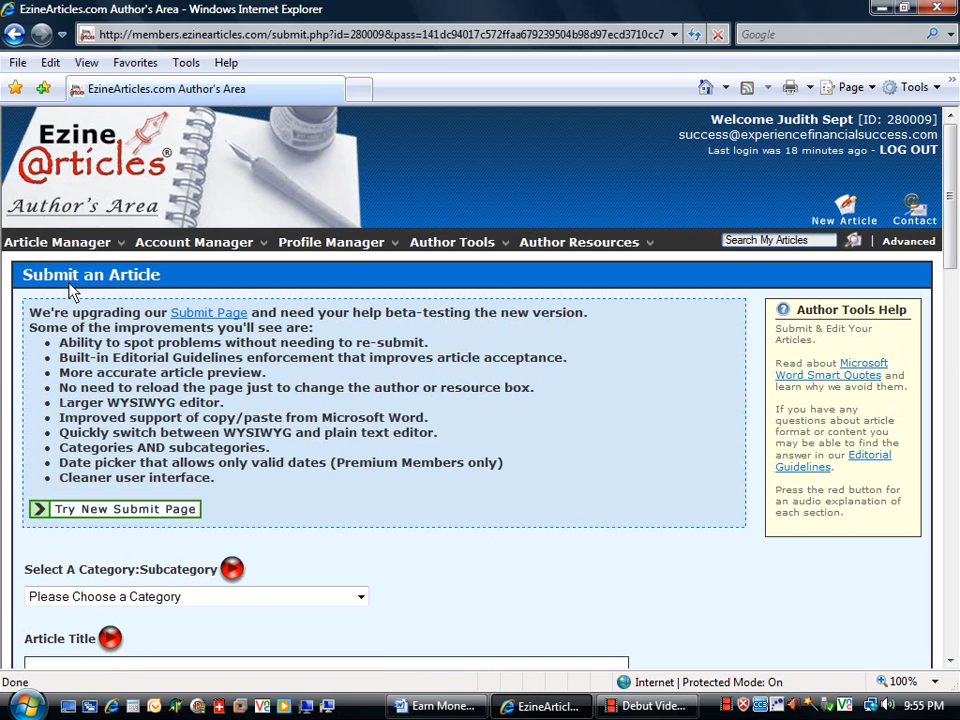 EzineArticles.com Author's Area - Windows Internet Explorer
http://members.ezinearticles.com/submit.php?id=280009&pass=141dc94017c572ffaa679239504b98d97ecd3710cc7
Google
File Edit View Favorites Tools Help
EzineArticles.com Author's Area
Page Tools
Ezine
@rticles®
Author's Area
Welcome Judith Sept [ID: 280009]
success@experiencefinancialsuccess.com
Last login was 18 minutes ago - LOG OUT
New Article Contact
Article Manager Account Manager Profile Manager Author Tools Author Resources Search My Articles Advanced
Submit an Article
We're upgrading our Submit Page and need your help beta-testing the new version.
Some of the improvements you'll see are:
Ability to spot problems without needing to re-submit.
Built-in Editorial Guidelines enforcement that improves article acceptance.
More accurate article preview.
No need to reload the page just to change the author or resource box.
Larger WYSIWYG editor.
Improved support of copy/paste from Microsoft Word.
Quickly switch between WYSIWYG and plain text editor.
Categories AND subcategories.
Date picker that allows only valid dates (Premium Members only)
Cleaner user interface.
Try New Submit Page
Author Tools Help
Submit & Edit Your
Articles.
Read about Microsoft
Word Smart Quotes and
learn why we avoid them.
If you have any
questions about article
format or content you
may be able to find the
answer in our Editorial
Guidelines.
Press the red button for
an audio explanation of
each section.
Select A Category:Subcategory
Please Choose a Category
Article Title
Done
Internet | Protected Mode: On
100%
Earn Mone...
EzineArticl...
Debut Vide...
9:55 PM